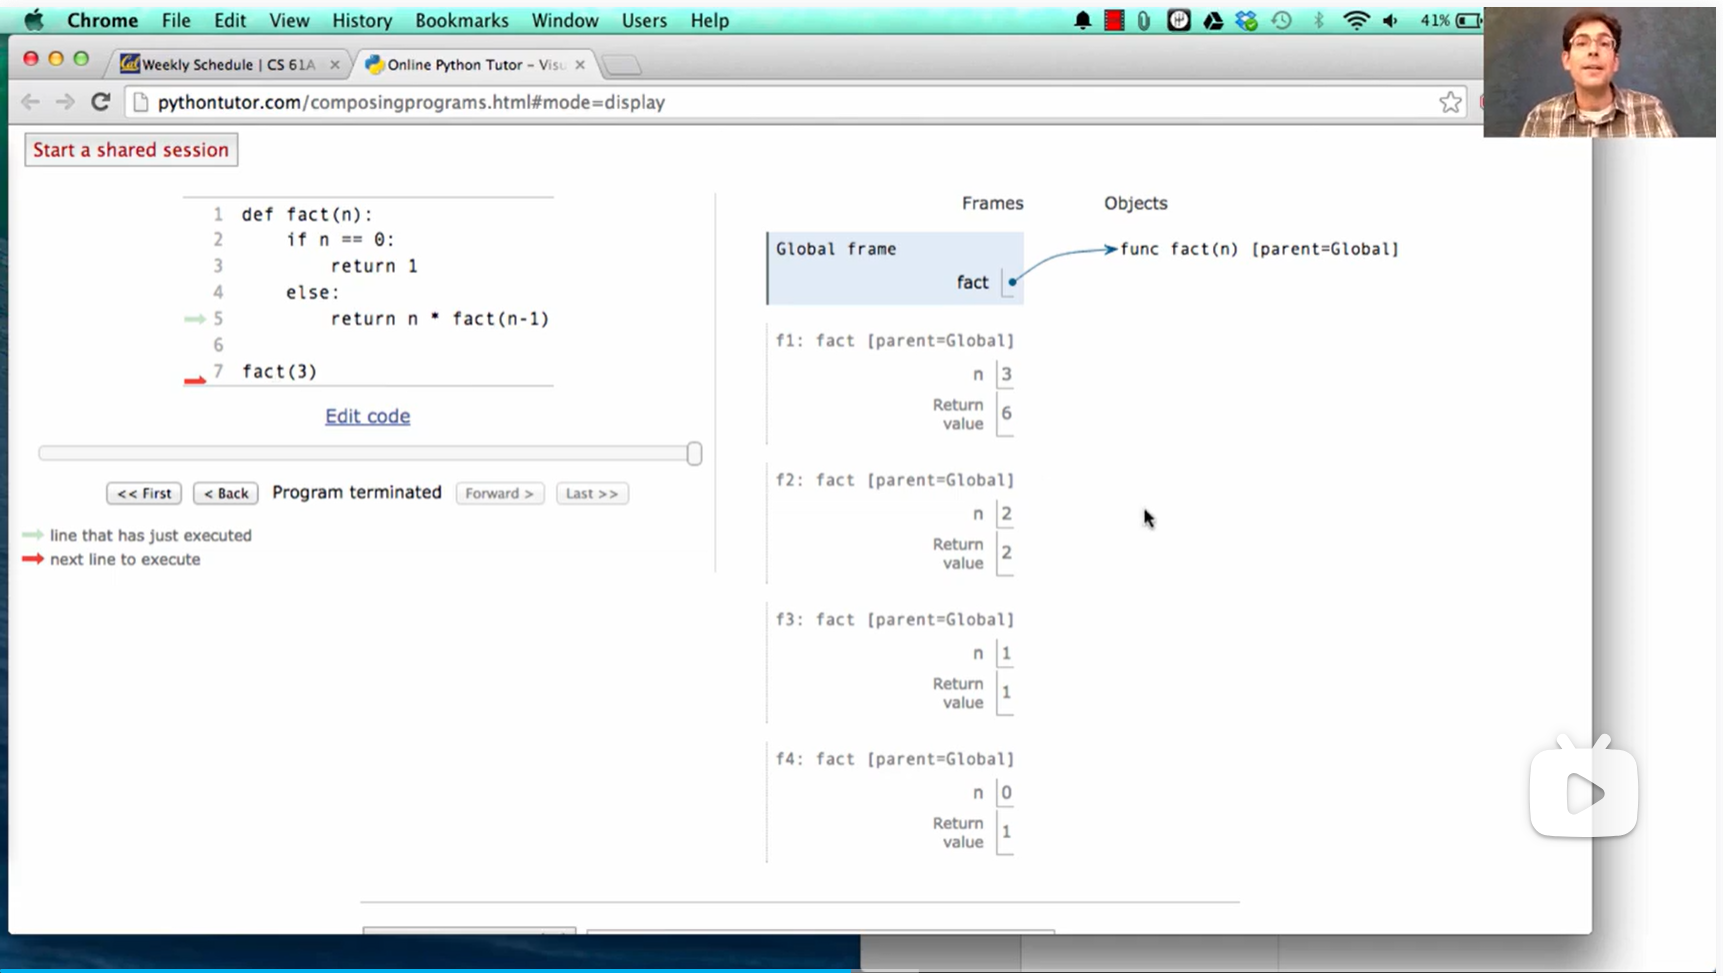 Chrome File Edit View History Bookmarks Window Users Help 41%
Weekly Schedule | CS 61A × Online Python Tutor - Visu ×
pythontutor.com/composingprograms.html#mode=display
Start a shared session
1 def fact(n):
2 if n == 0:
3 return 1
4 else:
5 return n * fact(n-1)
6
7 fact(3)
Edit code
<< First < Back Program terminated Forward > Last >>
line that has just executed
next line to execute
Frames Objects
Global frame
fact
func fact(n) [parent=Global]
f1: fact [parent=Global]
n 3
Return
value 6
f2: fact [parent=Global]
n 2
Return
value 2
f3: fact [parent=Global]
n 1
Return
value 1
f4: fact [parent=Global]
n 0
Return
value 1